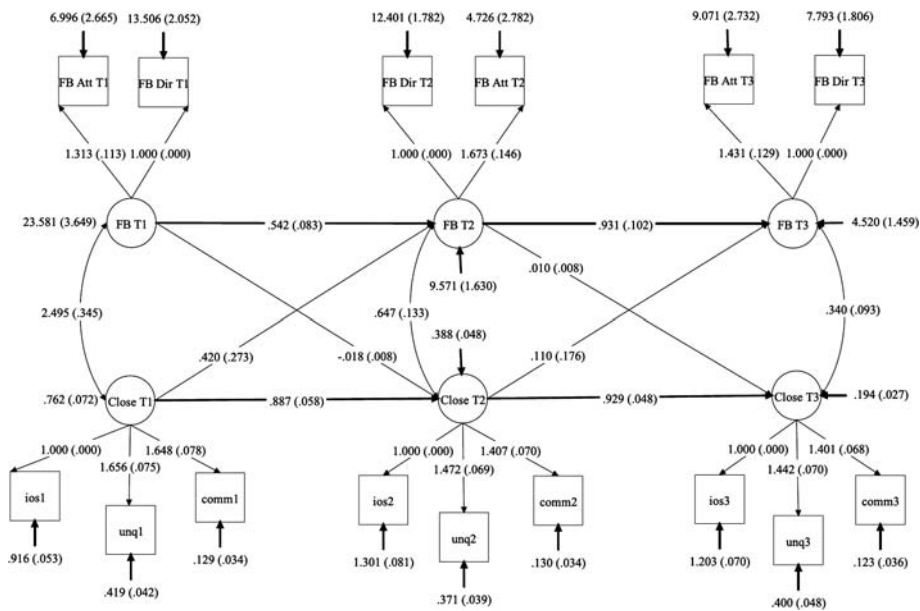 6.996 (2.665) 13.506 (2.052) 12.401 (1.782) 4.726 (2.782) 9.071 (2.732) 7.793 (1.806)
FB Att T1 FB Dir T1 FB Dir T2 FB Att T2 FB Att T3 FB Dir T3
1.313 (.113) 1.000 (.000) 1.000 (.000) 1.673 (.146) 1.431 (.129) 1.000 (.000)
23.581 (3.649) FB T1 .542 (.083) FB T2 .931 (.102) FB T3 4.520 (1.459)
.010 (.008)
9.571 (1.630)
2.495 (.345) .647 (.133) .340 (.093)
.388 (.048)
.420 (.273) -.018 (.008) .110 (.176)
.762 (.072) Close T1 .887 (.058) Close T2 .929 (.048) Close T3 .194 (.027)
1.000 (.000) 1.648 (.078) 1.000 (.000) 1.407 (.070) 1.000 (.000) 1.401 (.068)
1.656 (.075) 1.472 (.069) 1.442 (.070)
ios1 comm1 ios2 comm2 ios3 comm3
unq1 unq2 unq3
.916 (.053) .129 (.034) 1.301 (.081) .130 (.034) 1.203 (.070) .123 (.036)
.419 (.042) .371 (.039) .400 (.048)